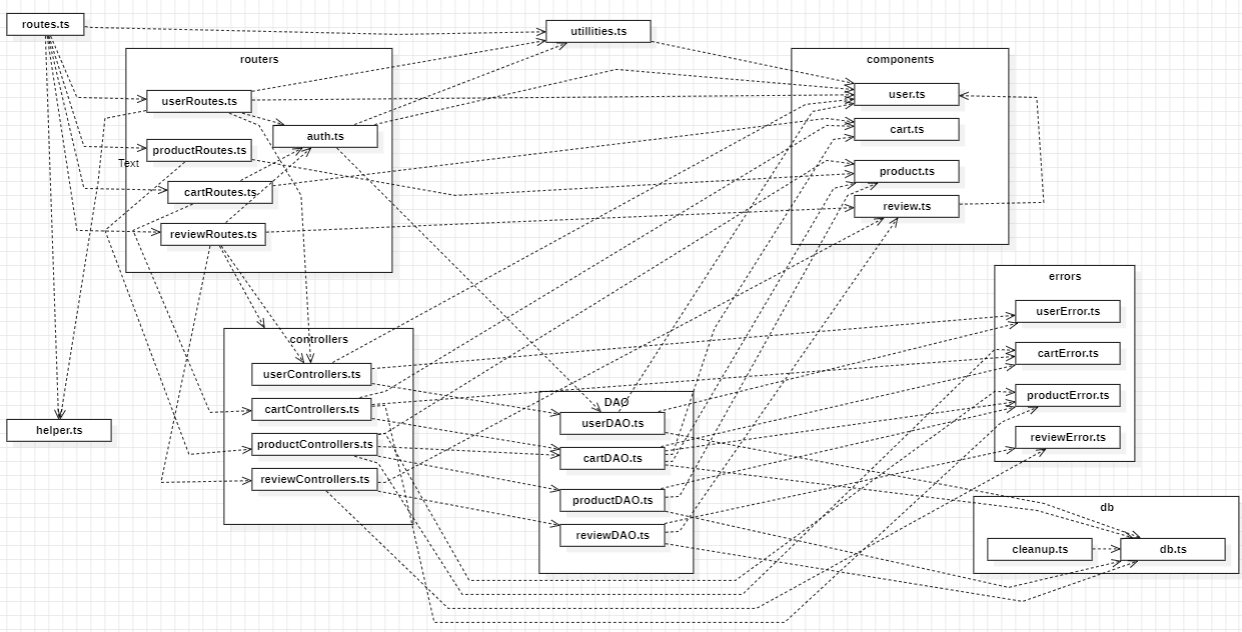 routes.ts
utillities.ts
routers
userRoutes.ts
auth.ts
productRoutes.ts
Text
cartRoutes.ts
reviewRoutes.ts
components
user.ts
cart.ts
product.ts
review.ts
errors
userError.ts
cartError.ts
productError.ts
reviewError.ts
controllers
userControllers.ts
cartControllers.ts
productControllers.ts
reviewControllers.ts
helper.ts
DAO
userDAO.ts
cartDAO.ts
productDAO.ts
reviewDAO.ts
db
cleanup.ts
db.ts